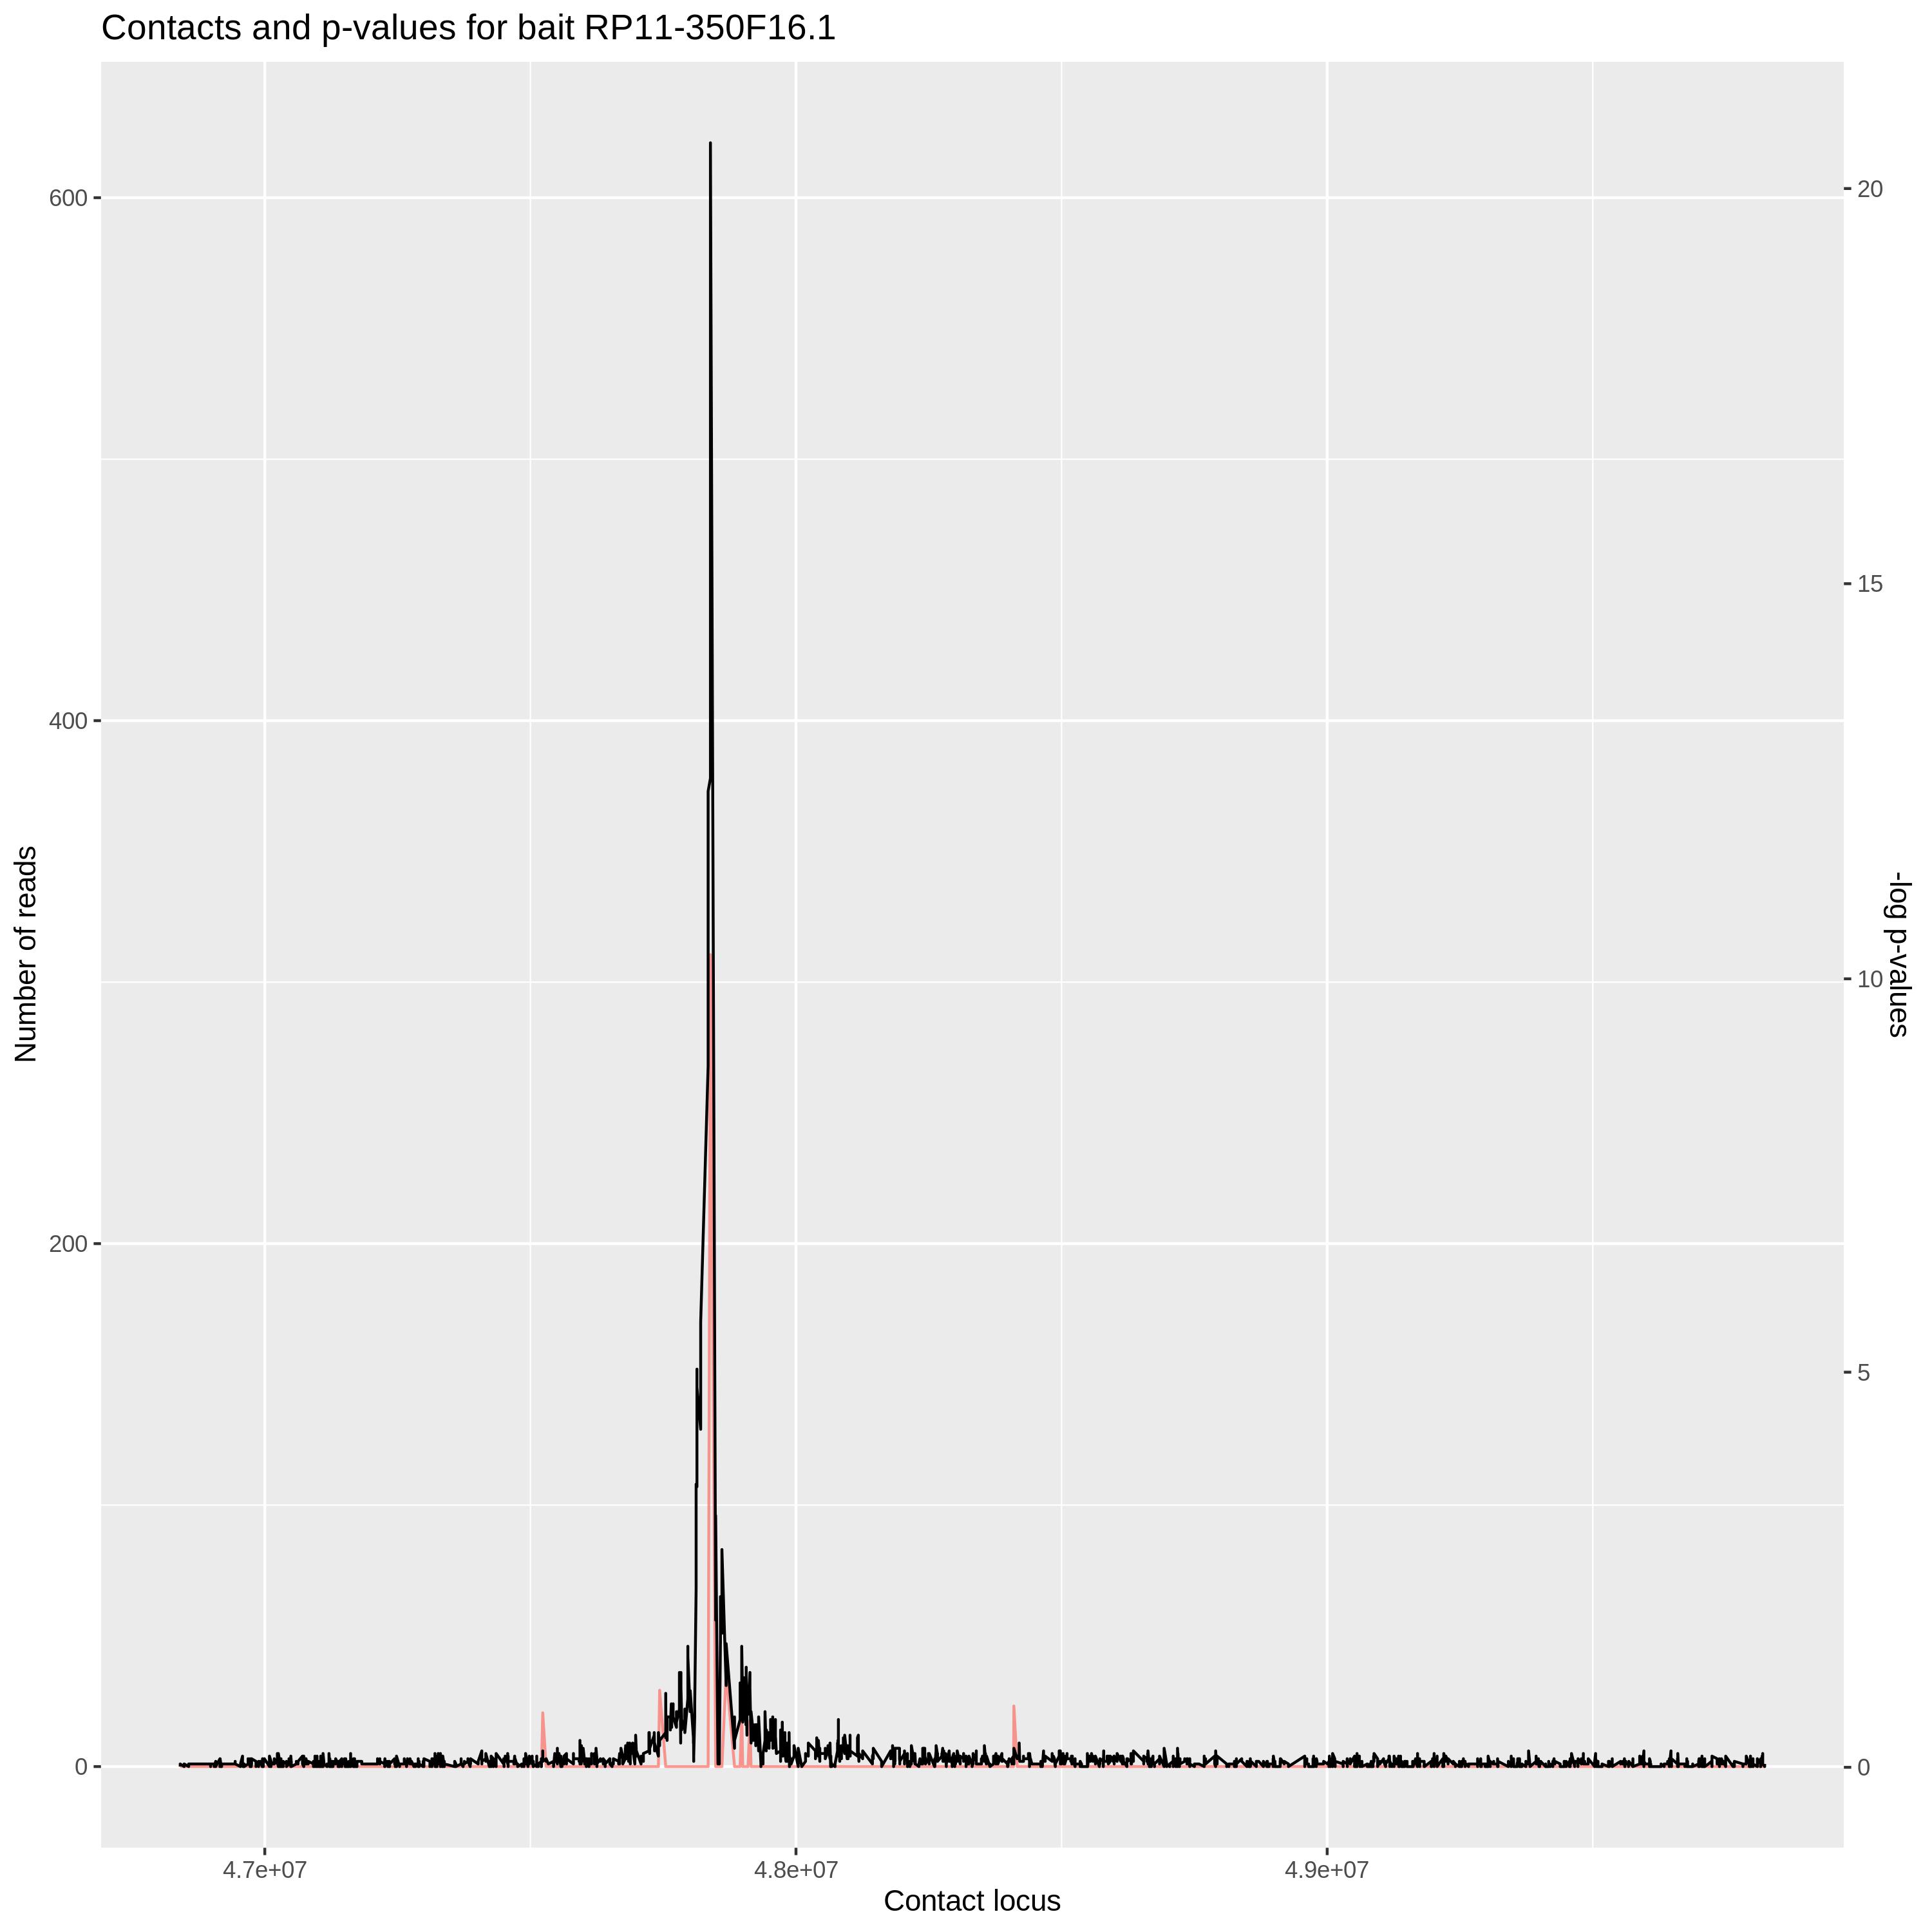 Contacts and p-values for bait RP11-350F16.1
600
400
200
0
Number of reads
20
15
10
5
0
-log p-values
4.7e+07
4.8e+07
4.9e+07
Contact locus